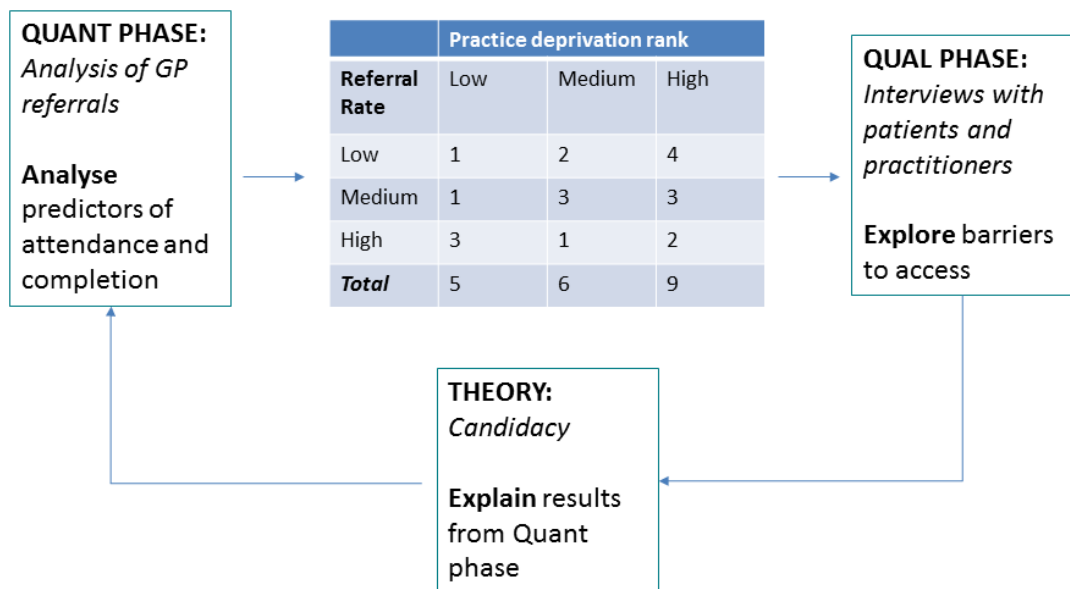 QUANT PHASE:
Analysis of GP
referrals
Analyse
predictors of
attendance and
completion
Practice deprivation rank
Referral
Rate
Low Medium High
Low 1 2 4
Medium 1 3 3
High 3 1 2
Total 5 6 9
QUAL PHASE:
Interviews with
patients and
practitioners
Explore barriers
to access
THEORY:
Candidacy
Explain results
from Quant
phase